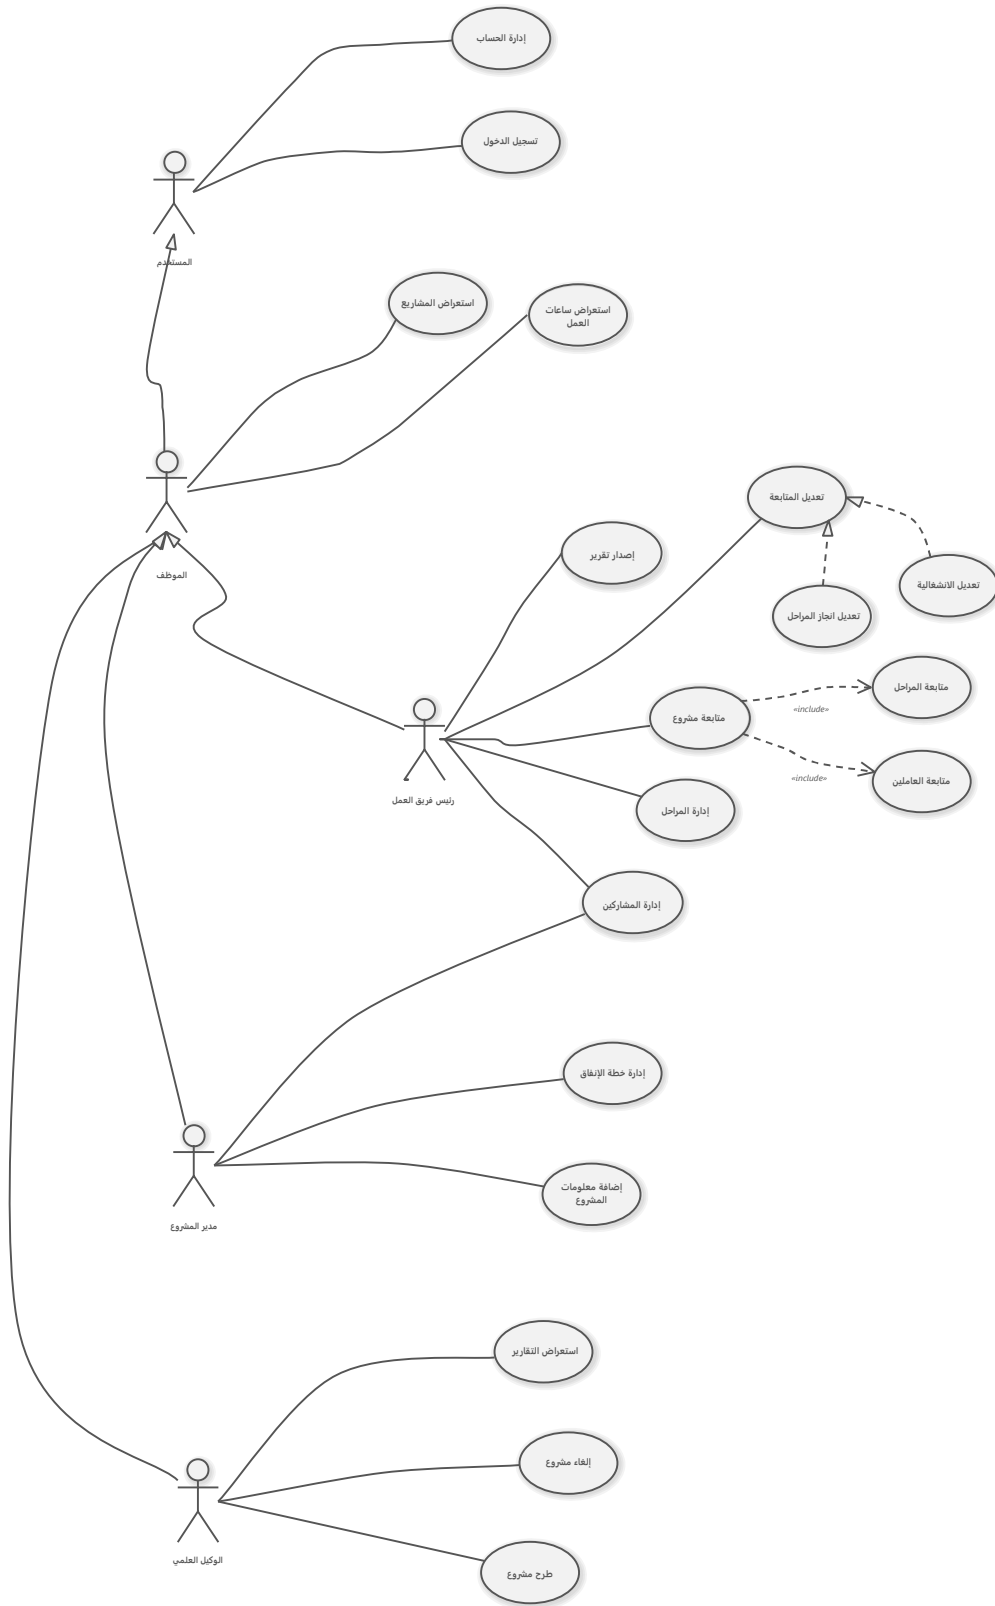 إدارة الحساب
تسجيل الدخول
المستخدم
استعراض المشاريع
استعراض ساعات
العمل
الموظف
تعديل المتابعة
إصدار تقرير
تعديل الانشغالية
تعديل انجاز المراحل
متابعة المراحل
متابعة مشروع
«include»
متابعة العاملين
«include»
رئيس فريق العمل
إدارة المراحل
إدارة المشاركين
إدارة خطة الإنفاق
إضافة معلومات
المشروع
مدير المشروع
استعراض التقارير
إلغاء مشروع
الوكيل العلمي
طرح مشروع